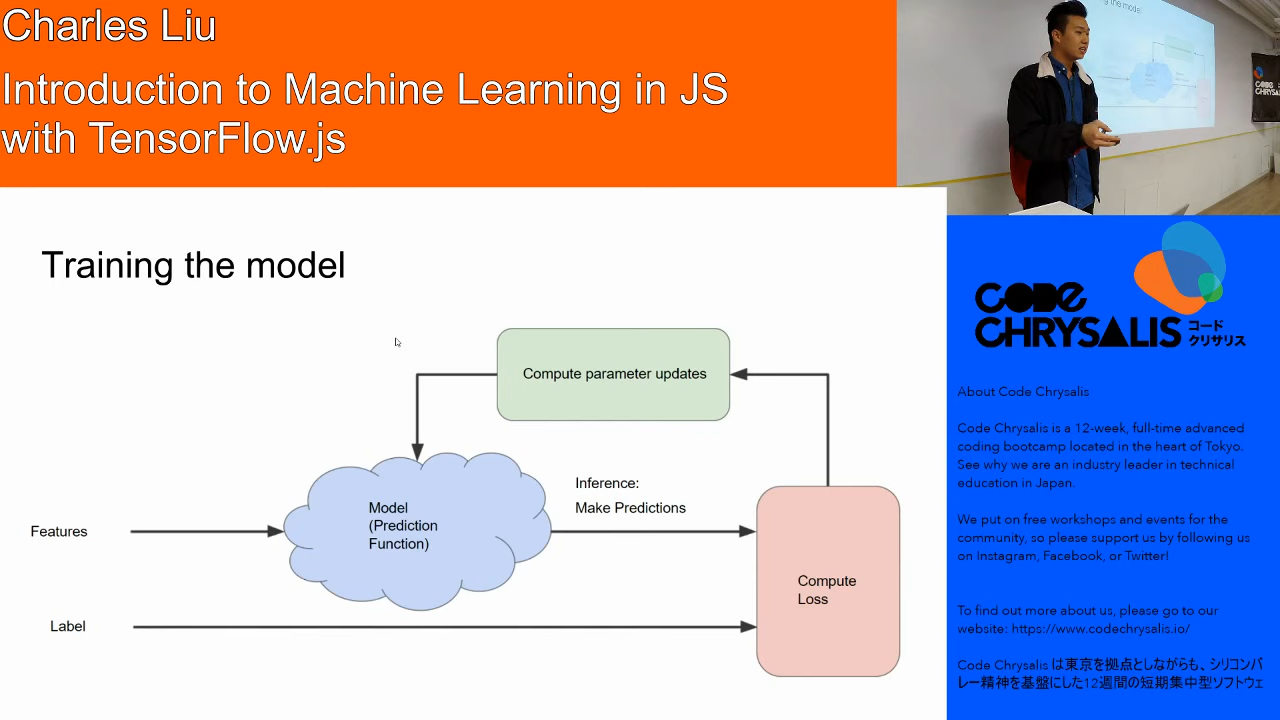 Charles Liu
Introduction to Machine Learning in JS
with TensorFlow.js
Training the model
Compute parameter updates
Inference:
Make Predictions
Model
(Prediction
Function)
Features
Compute
Loss
Label
CODE
CHRYSALIS
コード
クリサリス
About Code Chrysalis
Code Chrysalis is a 12-week, full-time advanced
coding bootcamp located in the heart of Tokyo.
See why we are an industry leader in technical
education in Japan.
We put on free workshops and events for the
community, so please support us by following us
on Instagram, Facebook, or Twitter!
To find out more about us, please go to our
website: https://www.codechrysalis.io/
Code Chrysalis は東京を拠点としながらも、シリコンバ
レー精神を基盤にした12週間の短期集中型ソフトウェ